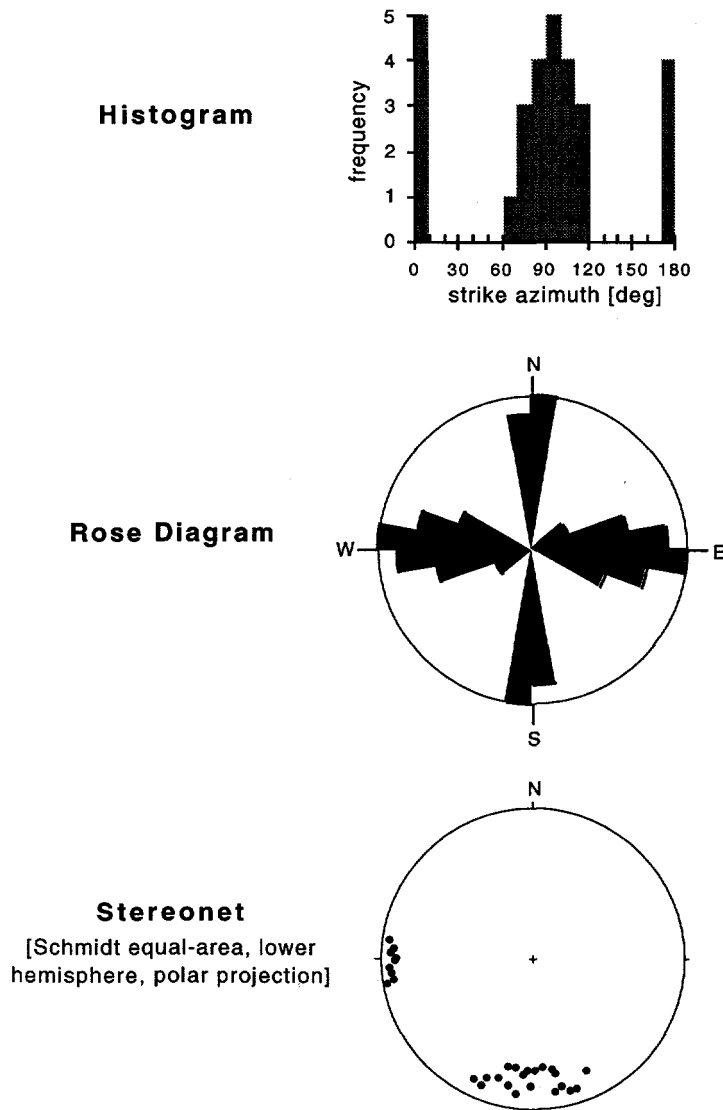 Histogram
frequency
5
4
3
2
1
0
0 30 60 90 120 150 180
strike azimuth [deg]
Rose Diagram
N
W
E
S
Stereonet
[Schmidt equal-area, lower
hemisphere, polar projection]
N